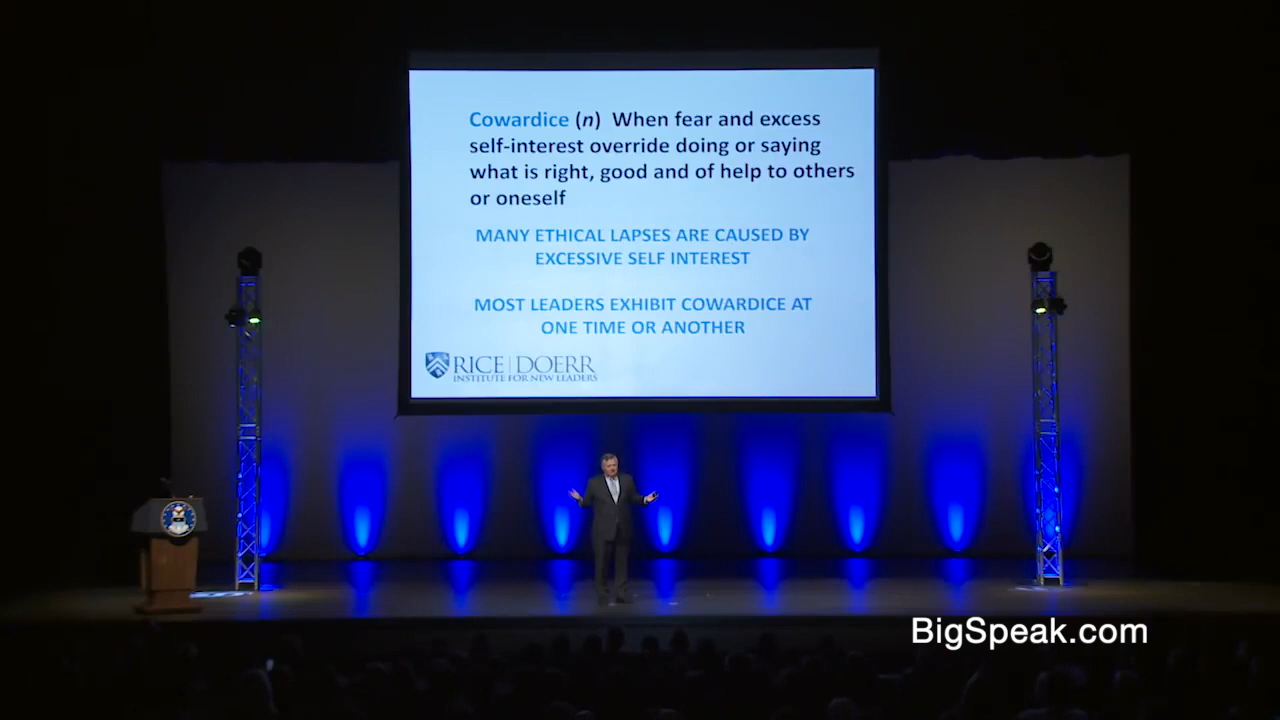 Cowardice (n) When fear and excess
self-interest override doing or saying
what is right, good and of help to others
or oneself
MANY ETHICAL LAPSES ARE CAUSED BY
EXCESSIVE SELF INTEREST
MOST LEADERS EXHIBIT COWARDICE AT
ONE TIME OR ANOTHER
RICE | DOERR
INSTITUTE FOR NEW LEADERS
BigSpeak.com